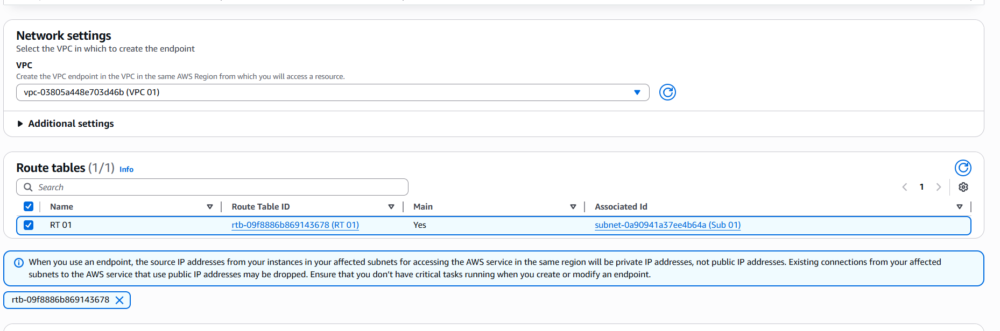 Network settings
Select the VPC in which to create the endpoint
VPC
Create the VPC endpoint in the VPC in the same AWS Region from which you will access a resource.
vpc-03805a448e703d46b (VPC 01)
Additional settings
Route tables (1/1) Info
Search
1
Name Route Table ID Main Associated Id
RT 01 rtb-09f8886b869143678 (RT 01) Yes subnet-0a90941a37ee4b64a (Sub 01)
When you use an endpoint, the source IP addresses from your instances in your affected subnets for accessing the AWS service in the same region will be private IP addresses, not public IP addresses. Existing connections from your affected
subnets to the AWS service that use public IP addresses may be dropped. Ensure that you don’t have critical tasks running when you create or modify an endpoint.
rtb-09f8886b869143678